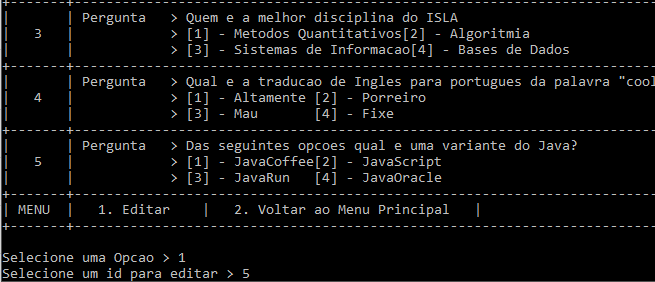 Pergunta > Quem e a melhor disciplina do ISLA
3 > [1] - Metodos Quantitativos[2] - Algoritmia
> [3] - Sistemas de Informacao[4] - Bases de Dados
Pergunta > Qual e a traducao de Ingles para portugues da palavra "cool
4 > [1] - Altamente [2] - Porreiro
> [3] - Mau [4] - Fixe
Pergunta > Das seguintes opcoes qual e uma variante do Java?
5 > [1] - JavaCoffee[2] - JavaScript
> [3] - JavaRun [4] - JavaOracle
| MENU | 1. Editar | 2. Voltar ao Menu Principal |
Selecione uma Opcao > 1
Selecione um id para editar > 5